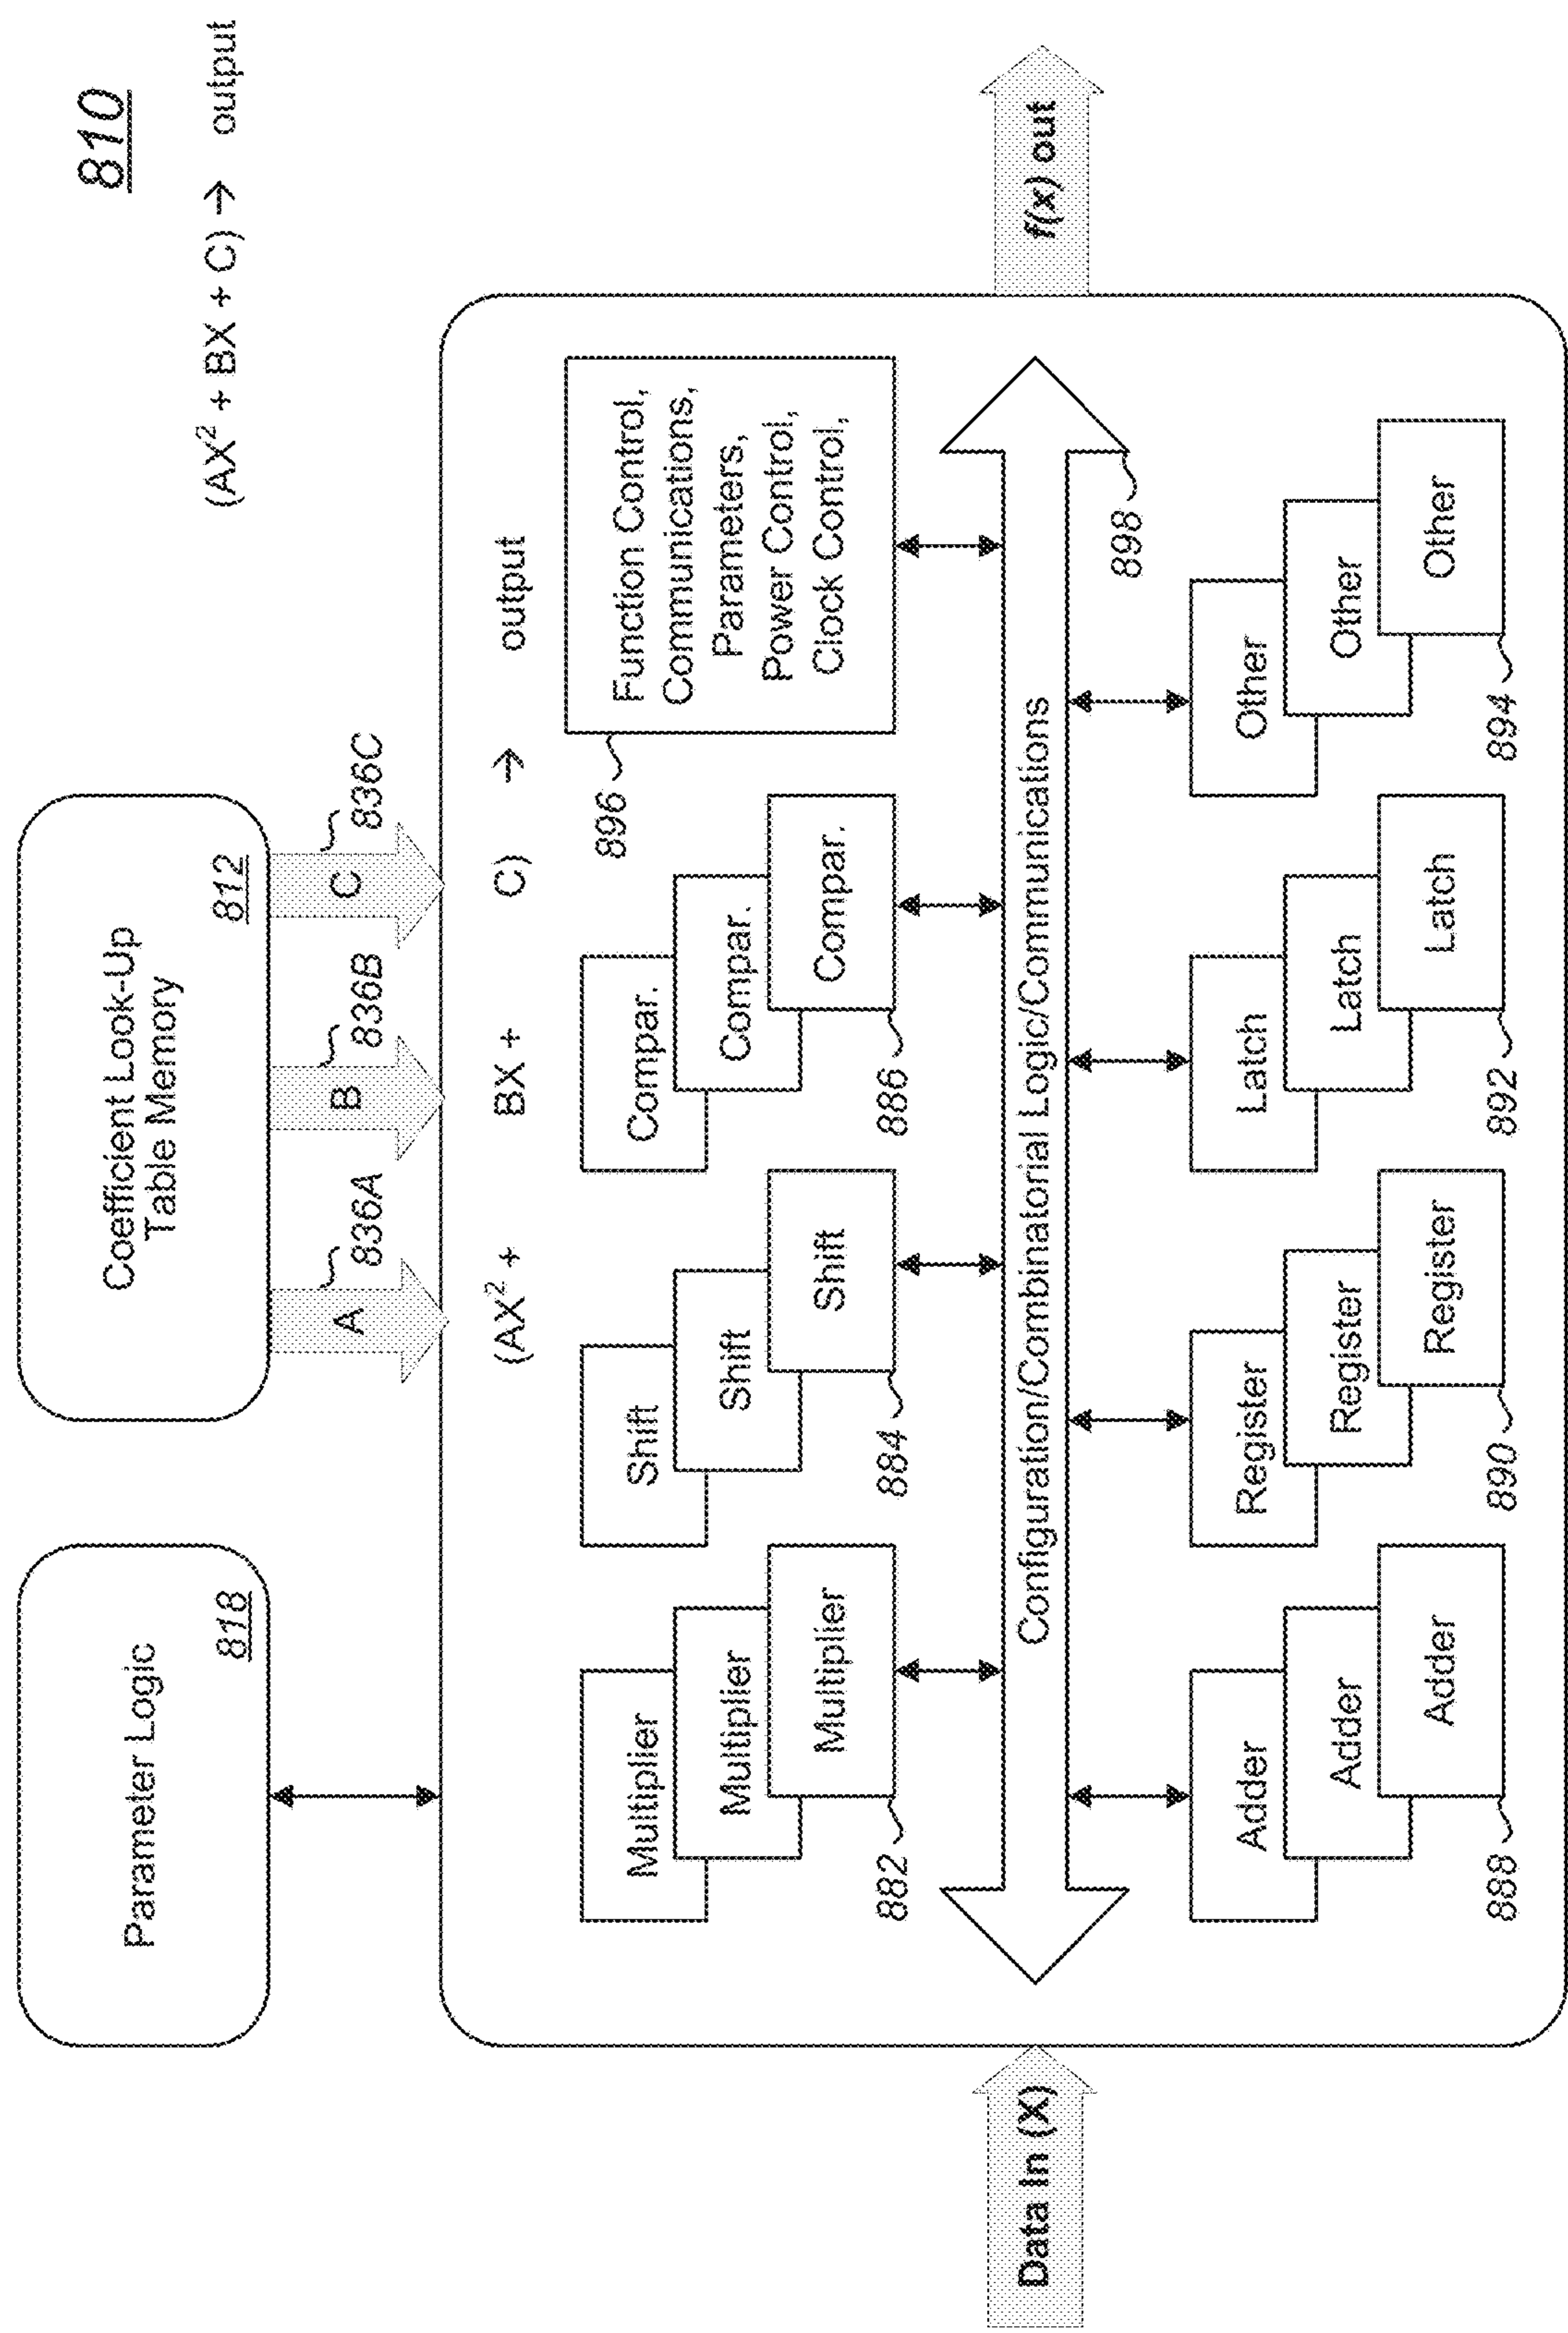 810
(AX² + BX + C) → output
Parameter Logic
818
Coefficient Look-Up
Table Memory
812
A
836A
B
836B
C
836C
(AX² +
BX +
C)
→
output
Multiplier
Multiplier
Multiplier
882
Shift
Shift
Shift
884
Compar.
Compar.
Compar.
886
Function Control,
Communications,
Parameters,
Power Control,
Clock Control,
896
Data In (X)
Configuration/Combinatorial Logic/Communications
898
f(x) out
Adder
Adder
Adder
888
Register
Register
Register
890
Latch
Latch
Latch
892
Other
Other
Other
894